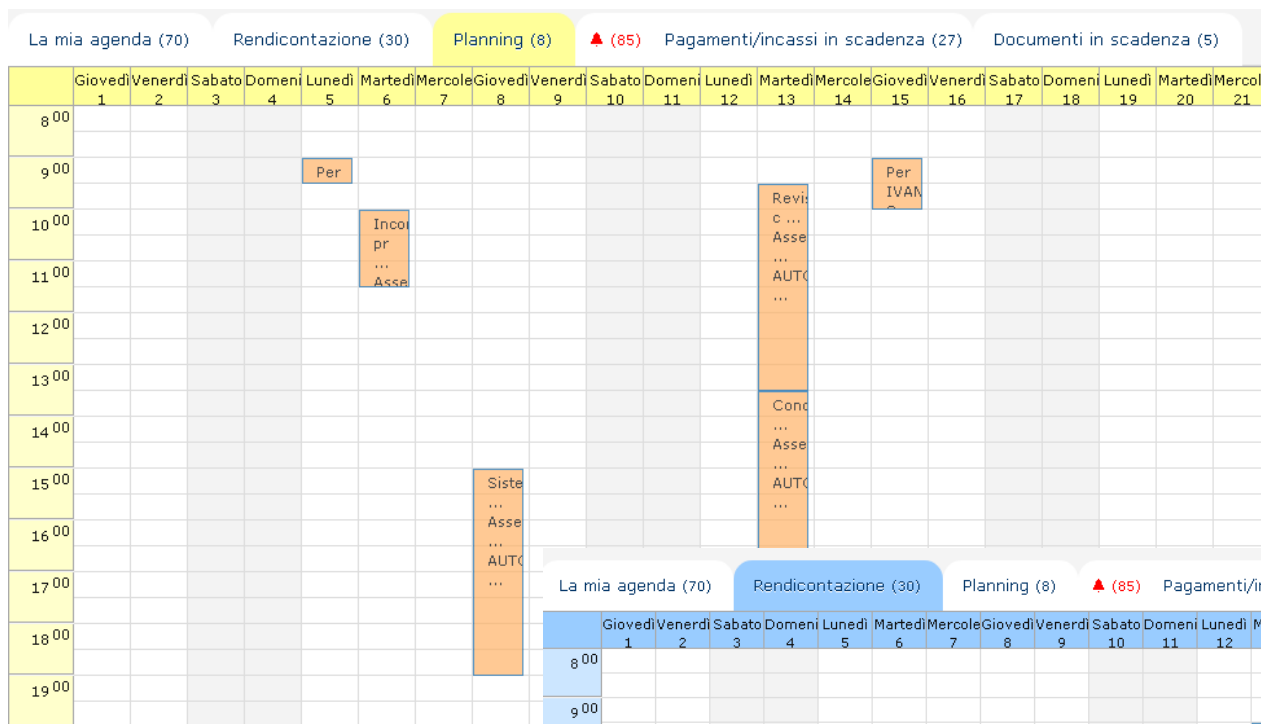 La mia agenda (70) Rendicontazione (30) Planning (8) (85) Pagamenti/incassi in scadenza (27) Documenti in scadenza (5)
Giovedì Venerdì Sabato Domeni Lunedì Martedì Mercole Giovedì Venerdì Sabato Domeni Lunedì Martedì Mercole Giovedì Venerdì Sabato Domeni Lunedì Martedì Mercol
1 2 3 4 5 6 7 8 9 10 11 12 13 14 15 16 17 18 19 20 21
8 00
9 00
Per
Per
IVAN
Revi
c ...
Asse
...
AUTO
...
10 00
Incor
pr
...
Asse
11 00
12 00
13 00
Cond
...
Asse
...
AUTO
...
14 00
15 00
Siste
...
Asse
...
AUTO
...
16 00
17 00
18 00
19 00
La mia agenda (70) Rendicontazione (30) Planning (8) (85) Pagamenti/in
Giovedì Venerdì Sabato Domeni Lunedì Martedì Mercole Giovedì Venerdì Sabato Domeni Lunedì M
1 2 3 4 5 6 7 8 9 10 11 12
8 00
9 00